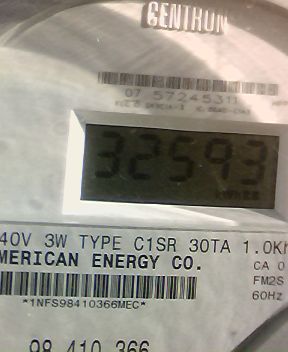 CENTRON
07 57245311
32593
40V 3W TYPE C1SR 30TA 1.0K
MERICAN ENERGY CO.
CA 0
FM2S
60Hz
*1NFS98410366MEC*
98 410 366